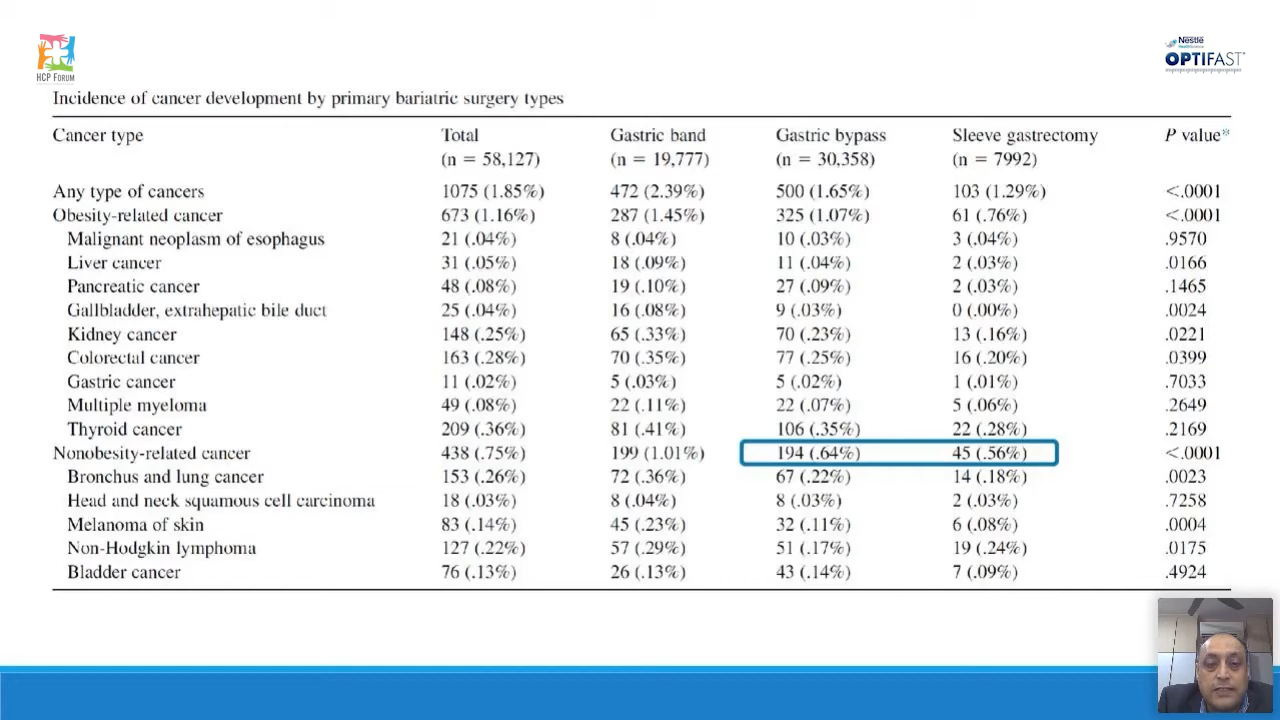 HCP FORUM
Nestlé
HealthScience
OPTIFAST
Incidence of cancer development by primary bariatric surgery types
Cancer type Total Gastric band Gastric bypass Sleeve gastrectomy P value*
(n = 58,127) (n = 19,777) (n = 30,358) (n = 7992)
Any type of cancers 1075 (1.85%) 472 (2.39%) 500 (1.65%) 103 (1.29%) <.0001
Obesity-related cancer 673 (1.16%) 287 (1.45%) 325 (1.07%) 61 (.76%) <.0001
Malignant neoplasm of esophagus 21 (.04%) 8 (.04%) 10 (.03%) 3 (.04%) .9570
Liver cancer 31 (.05%) 18 (.09%) 11 (.04%) 2 (.03%) .0166
Pancreatic cancer 48 (.08%) 19 (.10%) 27 (.09%) 2 (.03%) .1465
Gallbladder, extrahepatic bile duct 25 (.04%) 16 (.08%) 9 (.03%) 0 (.00%) .0024
Kidney cancer 148 (.25%) 65 (.33%) 70 (.23%) 13 (.16%) .0221
Colorectal cancer 163 (.28%) 70 (.35%) 77 (.25%) 16 (.20%) .0399
Gastric cancer 11 (.02%) 5 (.03%) 5 (.02%) 1 (.01%) .7033
Multiple myeloma 49 (.08%) 22 (.11%) 22 (.07%) 5 (.06%) .2649
Thyroid cancer 209 (.36%) 81 (.41%) 106 (.35%) 22 (.28%) .2169
Nonobesity-related cancer 438 (.75%) 199 (1.01%) 194 (.64%) 45 (.56%) <.0001
Bronchus and lung cancer 153 (.26%) 72 (.36%) 67 (.22%) 14 (.18%) .0023
Head and neck squamous cell carcinoma 18 (.03%) 8 (.04%) 8 (.03%) 2 (.03%) .7258
Melanoma of skin 83 (.14%) 45 (.23%) 32 (.11%) 6 (.08%) .0004
Non-Hodgkin lymphoma 127 (.22%) 57 (.29%) 51 (.17%) 19 (.24%) .0175
Bladder cancer 76 (.13%) 26 (.13%) 43 (.14%) 7 (.09%) .4924